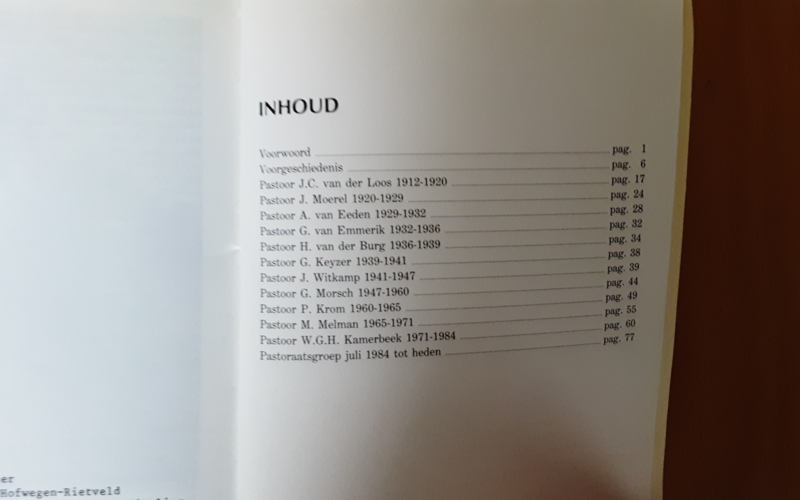 INHOUD
Voorwoord pag. 1
Voorgeschiedenis pag. 6
Pastoor J.C. van der Loos 1912-1920 pag. 17
Pastoor J. Moerel 1920-1929 pag. 24
Pastoor A. van Eeden 1929-1932 pag. 28
Pastoor G. van Emmerik 1932-1936 pag. 32
Pastoor H. van der Burg 1936-1939 pag. 34
Pastoor G. Keyzer 1939-1941 pag. 38
Pastoor J. Witkamp 1941-1947 pag. 39
Pastoor G. Morsch 1947-1960 pag. 44
Pastoor P. Krom 1960-1965 pag. 49
Pastoor M. Melman 1965-1971 pag. 55
Pastoor W.G.H. Kamerbeek 1971-1984 pag. 60
Pastoraatsgroep juli 1984 tot heden pag. 77
er
Hofwegen-Rietveld